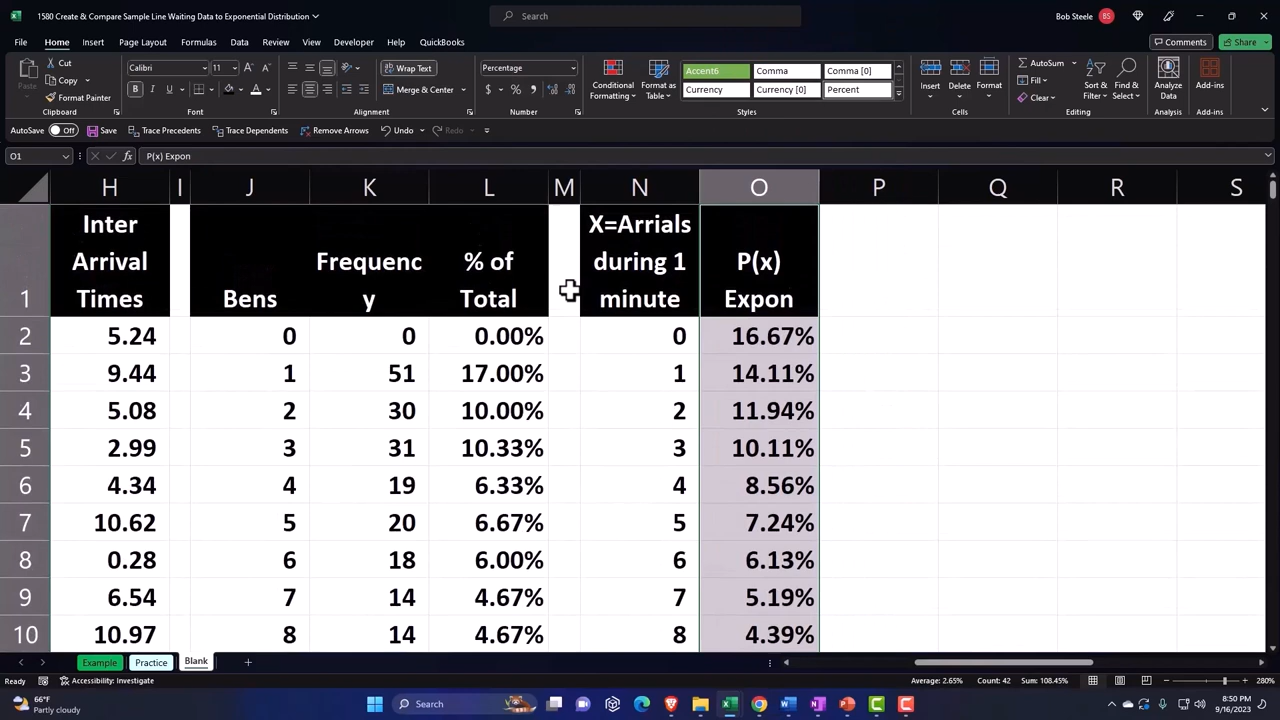 1580 Create & Compare Sample Line Waiting Data to Exponential Distribution
Search
Bob Steele
BS
File Home Insert Page Layout Formulas Data Review View Developer Help QuickBooks
Comments Share
Cut
Copy
Format Painter
Clipboard
Calibri 11
Font
Wrap Text
Merge & Center
Alignment
Percentage
Number
Conditional Formatting
Format as Table
Accent6 Comma Comma [0]
Currency Currency [0] Percent
Styles
Insert Delete Format
Cells
AutoSum
Fill
Clear
Sort & Filter
Find & Select
Editing
Analyze Data
Analysis
Add-ins
Add-ins
AutoSave Off Save Trace Precedents Trace Dependents Remove Arrows Undo Redo
O1 fx P(x) Expon
H I J K L M N O P Q R S
1 Inter Arrival Times Bens Frequency % of Total X=Arrials during 1 minute P(x) Expon
2 5.24 0 0 0.00% 0 16.67%
3 9.44 1 51 17.00% 1 14.11%
4 5.08 2 30 10.00% 2 11.94%
5 2.99 3 31 10.33% 3 10.11%
6 4.34 4 19 6.33% 4 8.56%
7 10.62 5 20 6.67% 5 7.24%
8 0.28 6 18 6.00% 6 6.13%
9 6.54 7 14 4.67% 7 5.19%
10 10.97 8 14 4.67% 8 4.39%
Example Practice Blank
Ready Accessibility: Investigate Average: 2.65% Count: 42 Sum: 108.45% 280%
66°F
Partly cloudy
Search
8:50 PM
9/6/2023